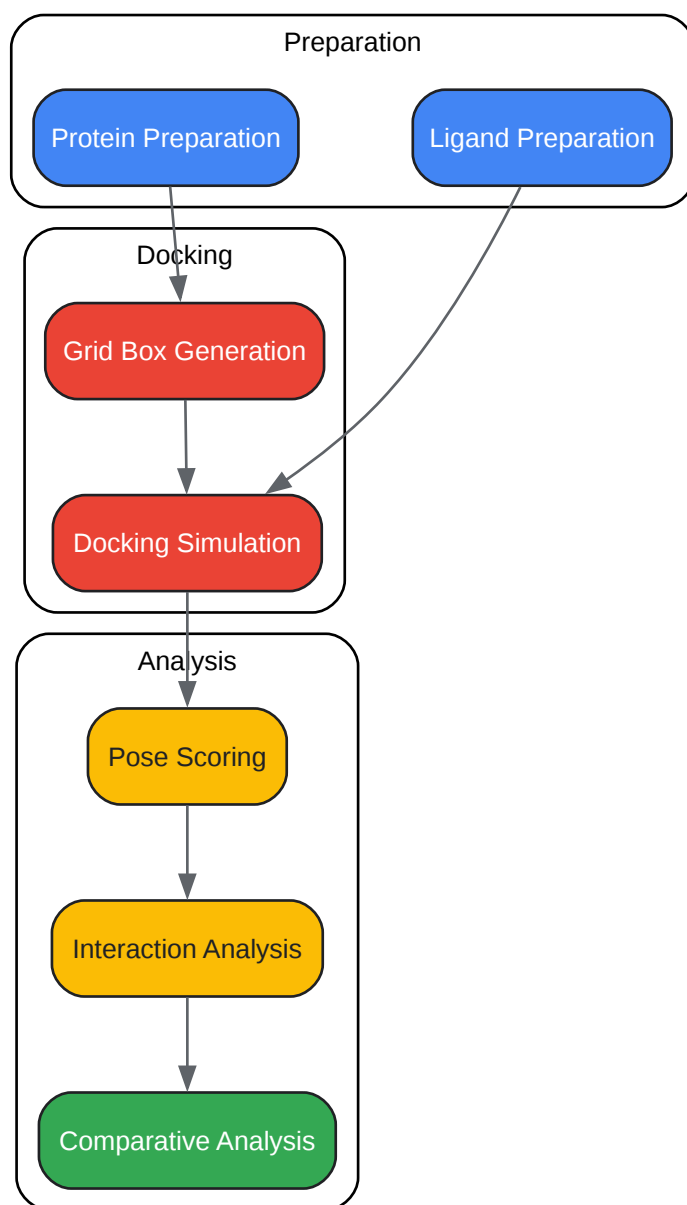 Preparation
Protein Preparation
Ligand Preparation
Docking
Grid Box Generation
Docking Simulation
Analysis
Pose Scoring
Interaction Analysis
Comparative Analysis